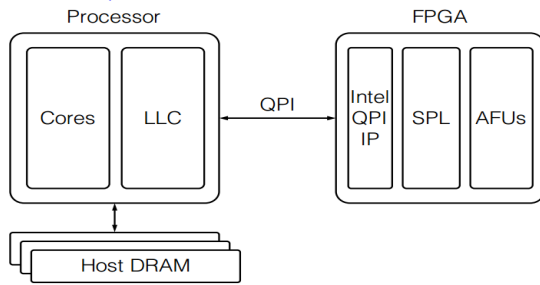 Processor
FPGA
Cores
LLC
QPI
Intel
QPI
IP
SPL
AFUs
Host DRAM